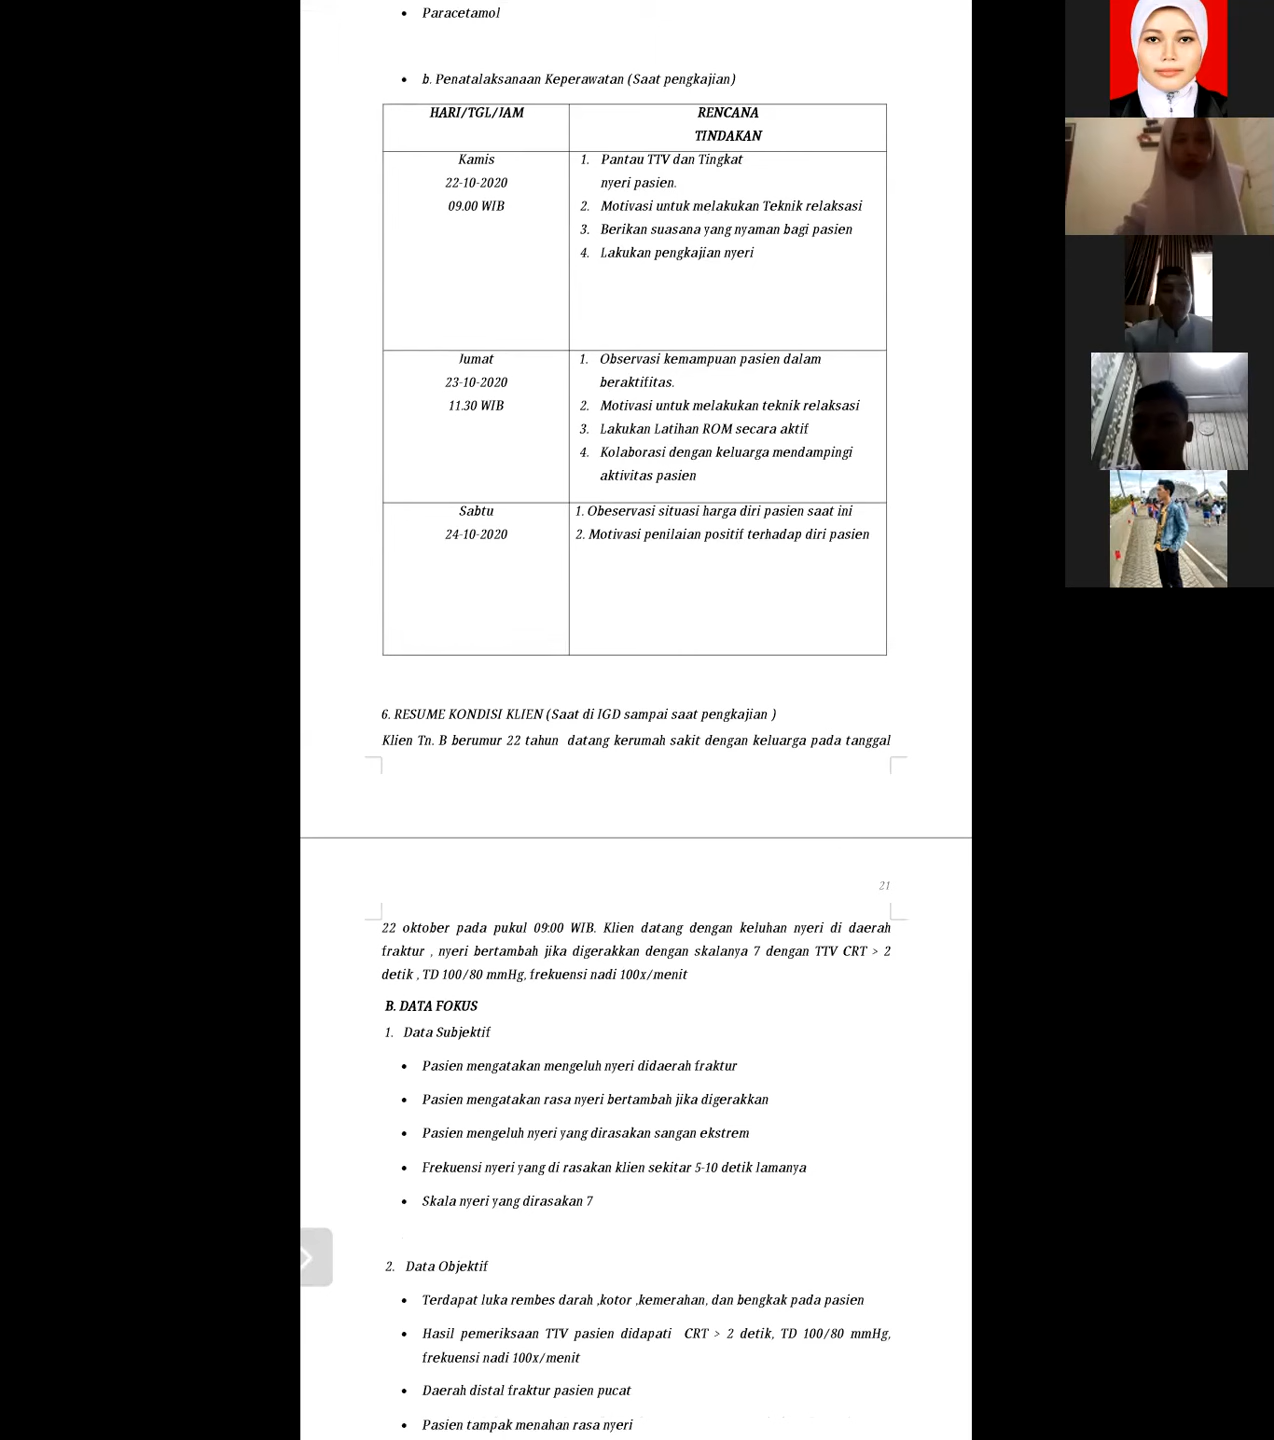 • Paracetamol
• b. Penatalaksanaan Keperawatan (Saat pengkajian)
HARI/TGL/JAM
RENCANA
TINDAKAN
Kamis
22-10-2020
09.00 WIB
1. Pantau TTV dan Tingkat
nyeri pasien.
2. Motivasi untuk melakukan Teknik relaksasi
3. Berikan suasana yang nyaman bagi pasien
4. Lakukan pengkajian nyeri
Jumat
23-10-2020
11.30 WIB
1. Observasi kemampuan pasien dalam
beraktifitas.
2. Motivasi untuk melakukan teknik relaksasi
3. Lakukan Latihan ROM secara aktif
4. Kolaborasi dengan keluarga mendampingi
aktivitas pasien
Sabtu
24-10-2020
1. Obeservasi situasi harga diri pasien saat ini
2. Motivasi penilaian positif terhadap diri pasien
6. RESUME KONDISI KLIEN (Saat di IGD sampai saat pengkajian )
Klien Tn. B berumur 22 tahun datang kerumah sakit dengan keluarga pada tanggal
21
22 oktober pada pukul 09:00 WIB. Klien datang dengan keluhan nyeri di daerah
fraktur , nyeri bertambah jika digerakkan dengan skalanya 7 dengan TTV CRT > 2
detik , TD 100/80 mmHg, frekuensi nadi 100x/menit
B. DATA FOKUS
1. Data Subjektif
• Pasien mengatakan mengeluh nyeri didaerah fraktur
• Pasien mengatakan rasa nyeri bertambah jika digerakkan
• Pasien mengeluh nyeri yang dirasakan sangan ekstrem
• Frekuensi nyeri yang di rasakan klien sekitar 5-10 detik lamanya
• Skala nyeri yang dirasakan 7
2. Data Objektif
• Terdapat luka rembes darah ,kotor ,kemerahan, dan bengkak pada pasien
• Hasil pemeriksaan TTV pasien didapati CRT > 2 detik, TD 100/80 mmHg,
frekuensi nadi 100x/menit
• Daerah distal fraktur pasien pucat
• Pasien tampak menahan rasa nyeri